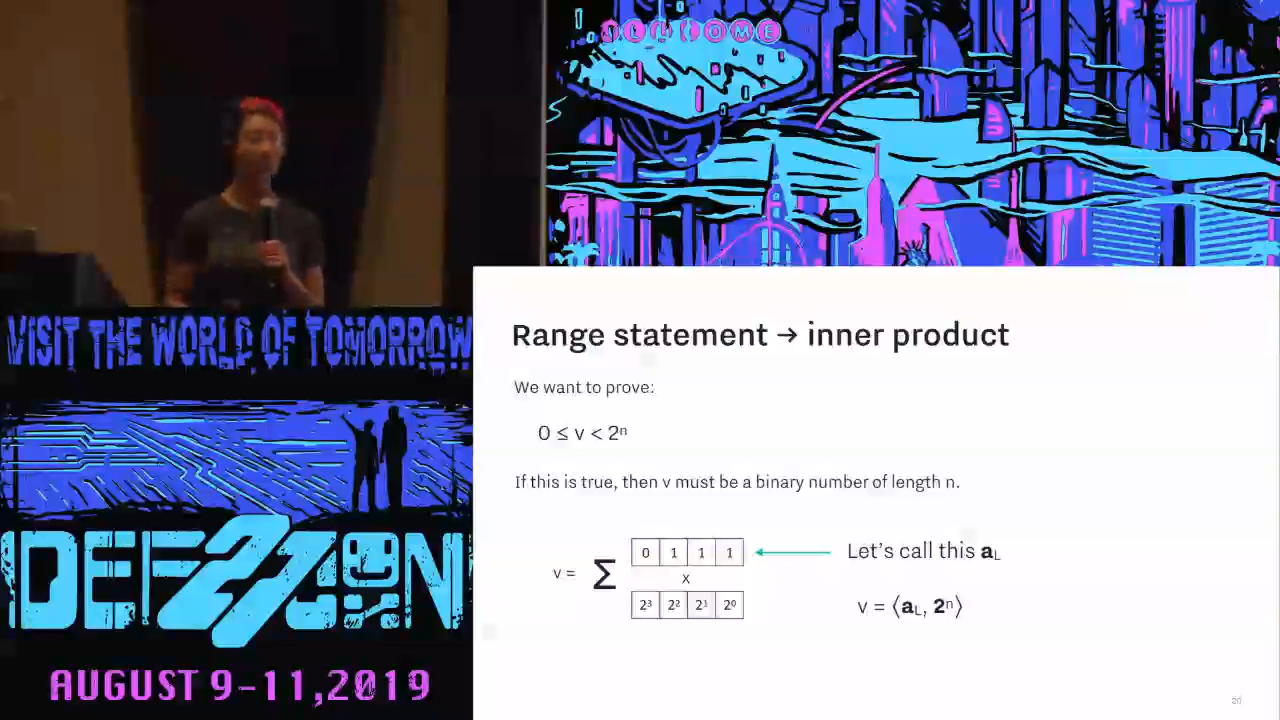 WELCOME
VISIT THE WORLD OF TOMORROW
DEF CON
AUGUST 9-11,2019
Range statement → inner product
We want to prove:
0 ≤ v < 2ⁿ
If this is true, then v must be a binary number of length n.
v = Σ
0 1 1 1
x
2³ 2² 2¹ 2⁰
Let's call this a_L
v = ⟨a_L, 2ⁿ⟩
20